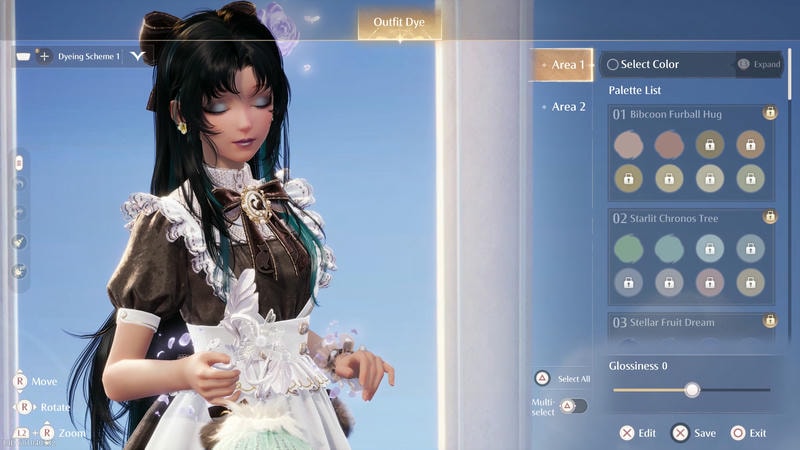 Outfit Dye
Dyeing Scheme 1
Area 1
Area 2
Select Color
L3 Expand
Palette List
01 Bibcoon Furball Hug
02 Starlit Chronos Tree
03 Stellar Fruit Dream
Glossiness 0
Select All
Multi-
select
R Move
R Rotate
L2 + R Zoom
Edit
Save
Exit